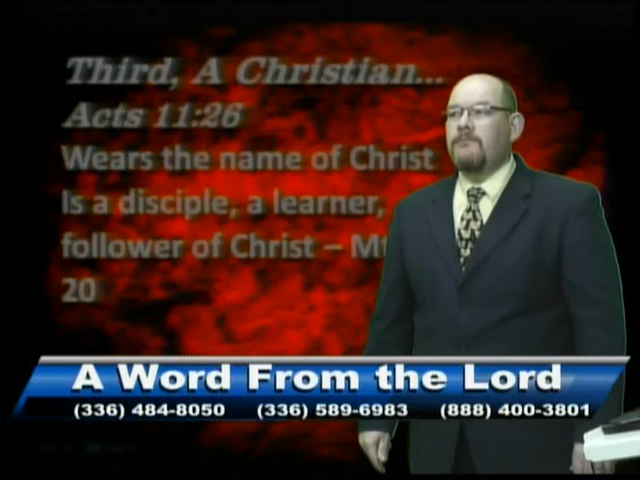 Third, A Christian...
Acts 11:26
Wears the name of Christ
Is a disciple, a learner,
follower of Christ – Mt
20
A Word From the Lord
(336) 484-8050 (336) 589-6983 (888) 400-3801